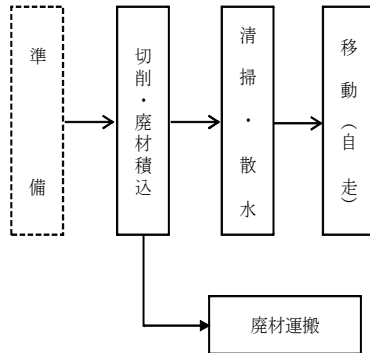 準備
切削・廃材積込
清掃・散水
移動（自走）
廃材運搬